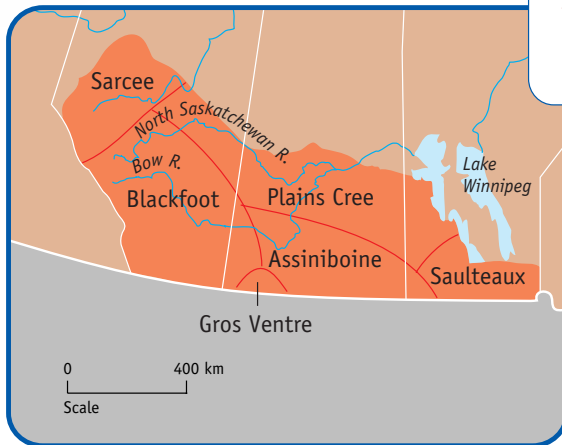 Sarcee
North Saskatchewan R.
Bow R.
Lake
Winnipeg
Blackfoot
Plains Cree
Assiniboine
Saulteaux
Gros Ventre
0 400 km
Scale